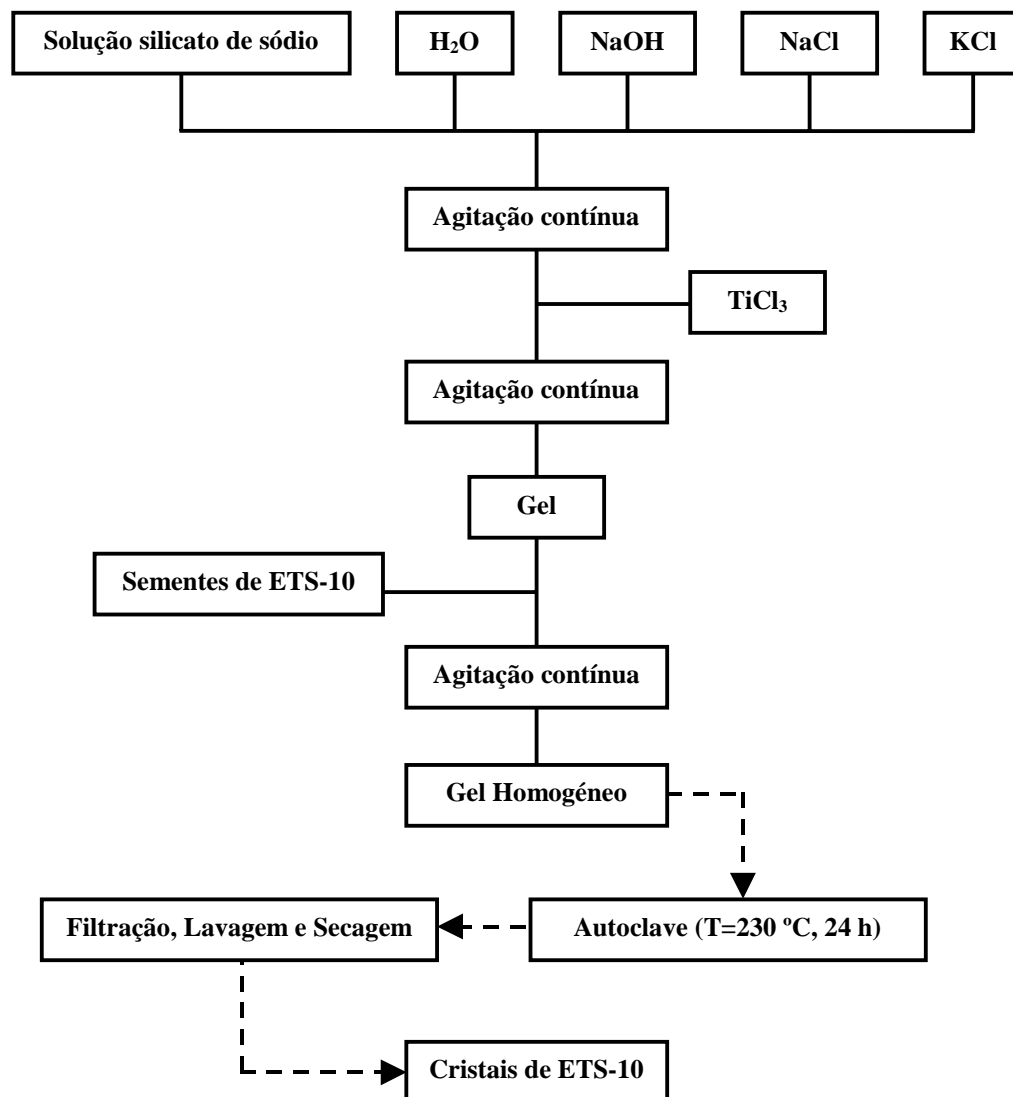 Solução silicato de sódio
H₂O
NaOH
NaCl
KCl
Agitação contínua
TiCl₃
Agitação contínua
Gel
Sementes de ETS-10
Agitação contínua
Gel Homogéneo
Filtração, Lavagem e Secagem
Autoclave (T=230 ºC, 24 h)
Cristais de ETS-10